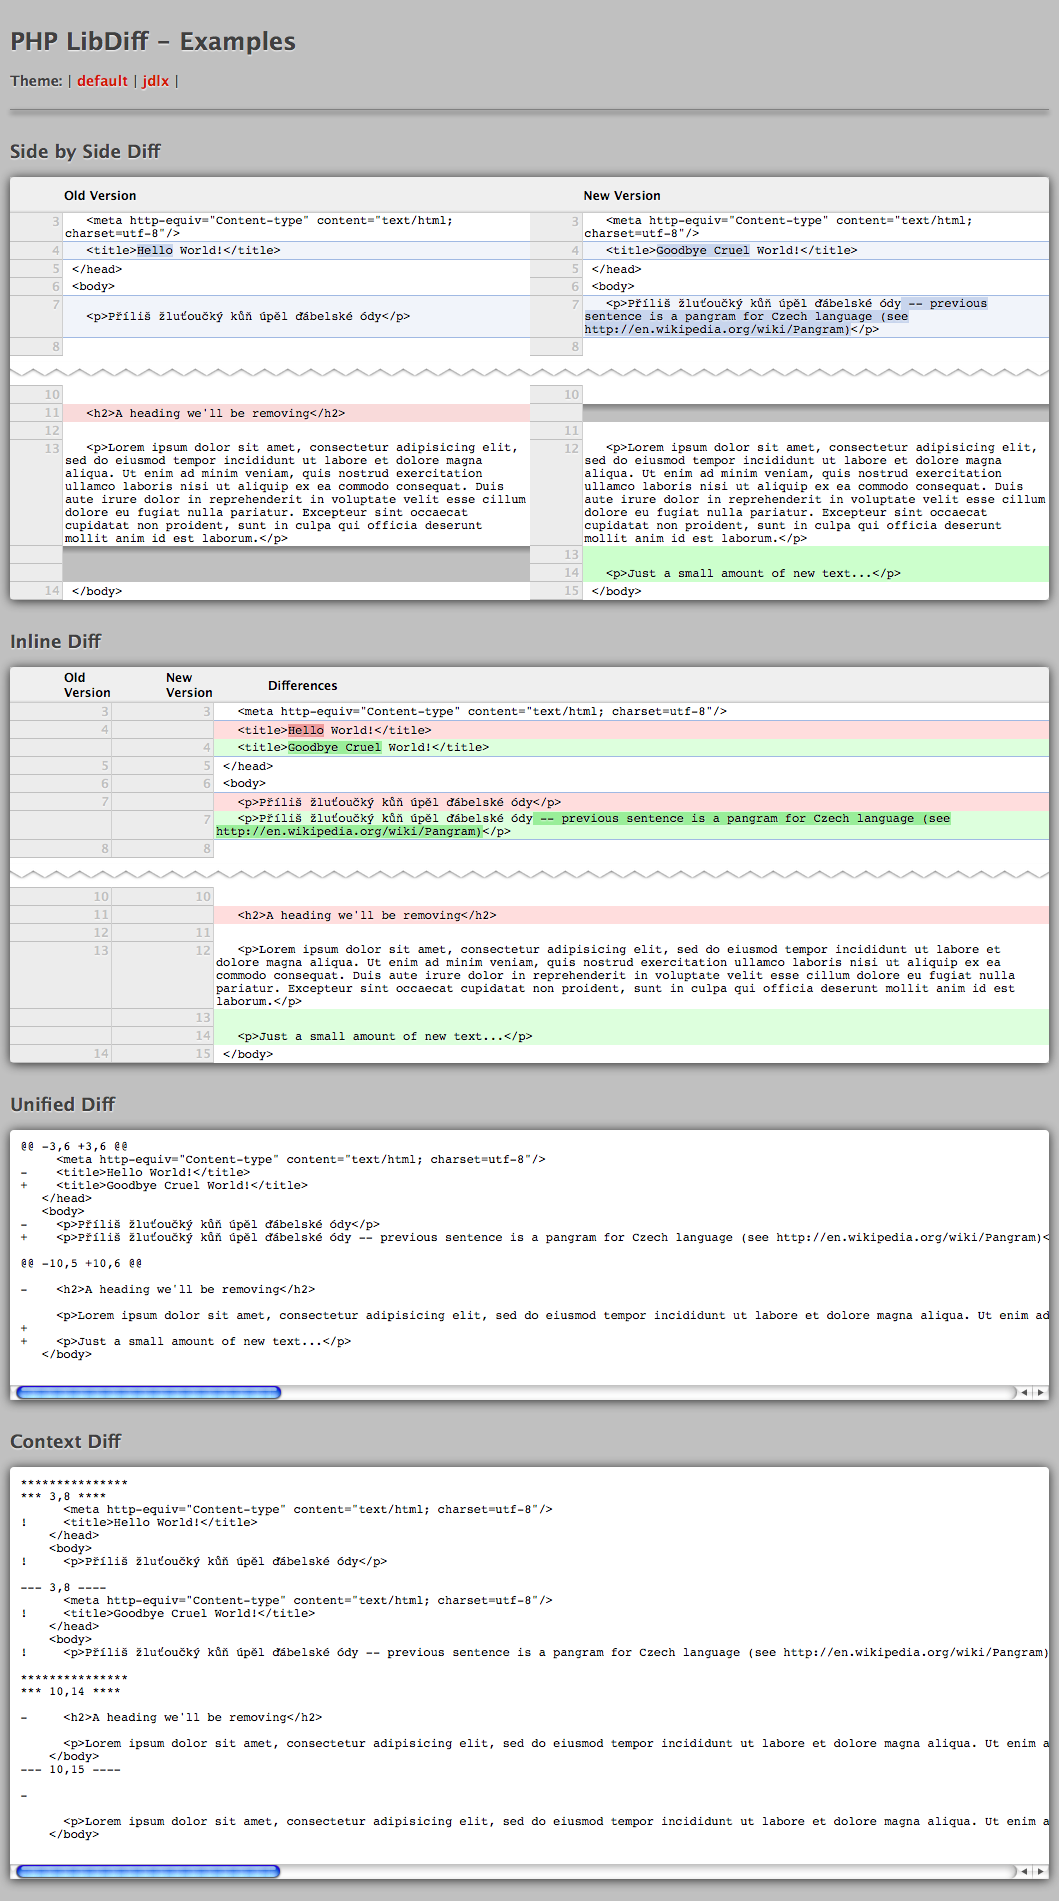 PHP LibDiff - Examples
Theme: | default | jdlx |
Side by Side Diff
Old Version New Version
3 <meta http-equiv="Content-type" content="text/html; 3 <meta http-equiv="Content-type" content="text/html;
charset=utf-8"/> charset=utf-8"/>
4 <title>Hello World!</title> 4 <title>Goodbye Cruel World!</title>
5 </head> 5 </head>
6 <body> 6 <body>
7 <p>Příliš žluťoučký kůň úpěl ďábelské ódy</p> 7 <p>Příliš žluťoučký kůň úpěl ďábelské ódy -- previous
sentence is a pangram for Czech language (see
http://en.wikipedia.org/wiki/Pangram)</p>
8 8
10 10
11 <h2>A heading we'll be removing</h2>
12 11
13 <p>Lorem ipsum dolor sit amet, consectetur adipisicing elit, 12 <p>Lorem ipsum dolor sit amet, consectetur adipisicing elit,
sed do eiusmod tempor incididunt ut labore et dolore magna sed do eiusmod tempor incididunt ut labore et dolore magna
aliqua. Ut enim ad minim veniam, quis nostrud exercitation aliqua. Ut enim ad minim veniam, quis nostrud exercitation
ullamco laboris nisi ut aliquip ex ea commodo consequat. Duis ullamco laboris nisi ut aliquip ex ea commodo consequat. Duis
aute irure dolor in reprehenderit in voluptate velit esse cillum aute irure dolor in reprehenderit in voluptate velit esse cillum
dolore eu fugiat nulla pariatur. Excepteur sint occaecat dolore eu fugiat nulla pariatur. Excepteur sint occaecat
cupidatat non proident, sunt in culpa qui officia deserunt cupidatat non proident, sunt in culpa qui officia deserunt
mollit anim id est laborum.</p> mollit anim id est laborum.</p>
13
14 <p>Just a small amount of new text...</p>
14 </body> 15 </body>
Inline Diff
Old New
Version Version Differences
3 3 <meta http-equiv="Content-type" content="text/html; charset=utf-8"/>
4 <title>Hello World!</title>
4 <title>Goodbye Cruel World!</title>
5 5 </head>
6 6 <body>
7 <p>Příliš žluťoučký kůň úpěl ďábelské ódy</p>
7 <p>Příliš žluťoučký kůň úpěl ďábelské ódy -- previous sentence is a pangram for Czech language (see
http://en.wikipedia.org/wiki/Pangram)</p>
8 8
10 10
11 <h2>A heading we'll be removing</h2>
12 11
13 12 <p>Lorem ipsum dolor sit amet, consectetur adipisicing elit, sed do eiusmod tempor incididunt ut labore et
dolore magna aliqua. Ut enim ad minim veniam, quis nostrud exercitation ullamco laboris nisi ut aliquip ex ea
commodo consequat. Duis aute irure dolor in reprehenderit in voluptate velit esse cillum dolore eu fugiat nulla
pariatur. Excepteur sint occaecat cupidatat non proident, sunt in culpa qui officia deserunt mollit anim id est
laborum.</p>
13
14 <p>Just a small amount of new text...</p>
14 15 </body>
Unified Diff
@@ -3,6 +3,6 @@
<meta http-equiv="Content-type" content="text/html; charset=utf-8"/>
- <title>Hello World!</title>
+ <title>Goodbye Cruel World!</title>
</head>
<body>
- <p>Příliš žluťoučký kůň úpěl ďábelské ódy</p>
+ <p>Příliš žluťoučký kůň úpěl ďábelské ódy -- previous sentence is a pangram for Czech language (see http://en.wikipedia.org/wiki/Pangram)<
@@ -10,5 +10,6 @@
- <h2>A heading we'll be removing</h2>
<p>Lorem ipsum dolor sit amet, consectetur adipisicing elit, sed do eiusmod tempor incididunt ut labore et dolore magna aliqua. Ut enim ad
+
+ <p>Just a small amount of new text...</p>
</body>
Context Diff
***************
*** 3,8 ****
<meta http-equiv="Content-type" content="text/html; charset=utf-8"/>
! <title>Hello World!</title>
</head>
<body>
! <p>Příliš žluťoučký kůň úpěl ďábelské ódy</p>
--- 3,8 ----
<meta http-equiv="Content-type" content="text/html; charset=utf-8"/>
! <title>Goodbye Cruel World!</title>
</head>
<body>
! <p>Příliš žluťoučký kůň úpěl ďábelské ódy -- previous sentence is a pangram for Czech language (see http://en.wikipedia.org/wiki/Pangram)
***************
*** 10,14 ****
- <h2>A heading we'll be removing</h2>
<p>Lorem ipsum dolor sit amet, consectetur adipisicing elit, sed do eiusmod tempor incididunt ut labore et dolore magna aliqua. Ut enim a
</body>
--- 10,15 ----
-
<p>Lorem ipsum dolor sit amet, consectetur adipisicing elit, sed do eiusmod tempor incididunt ut labore et dolore magna aliqua. Ut enim a
</body>